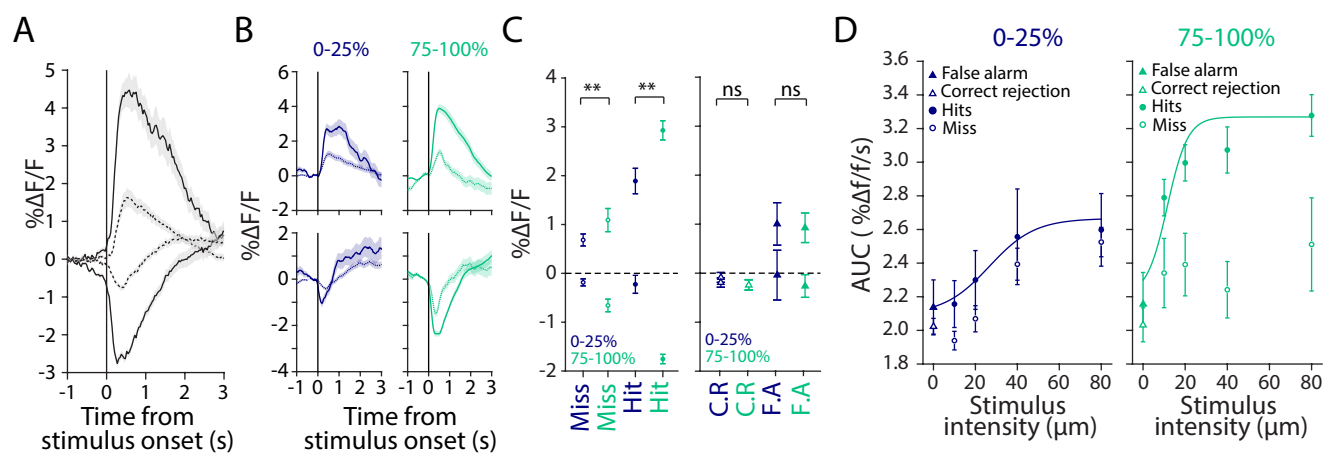 A
%ΔF/F
5
4
3
2
1
0
-1
-2
-3
-1 0 1 2 3
Time from
stimulus onset (s)
B
0-25%
75-100%
%ΔF/F
6
4
2
0
-2
2
0
-2
-4
-1 0 1 2 3
-1 0 1 2 3
Time from
stimulus onset (s)
C
%ΔF/F
4
3
2
1
0
-1
-2
**
**
ns
ns
0-25%
75-100%
0-25%
75-100%
Miss
Miss
Hit
Hit
C.R
C.R
F.A
F.A
D
0-25%
75-100%
AUC (%Δf/f/s)
3.6
3.4
3.2
3.0
2.8
2.6
2.4
2.2
2.0
1.8
False alarm
Correct rejection
Hits
Miss
False alarm
Correct rejection
Hits
Miss
0 20 40 60 80
0 20 40 60 80
Stimulus
intensity (μm)
Stimulus
intensity (μm)